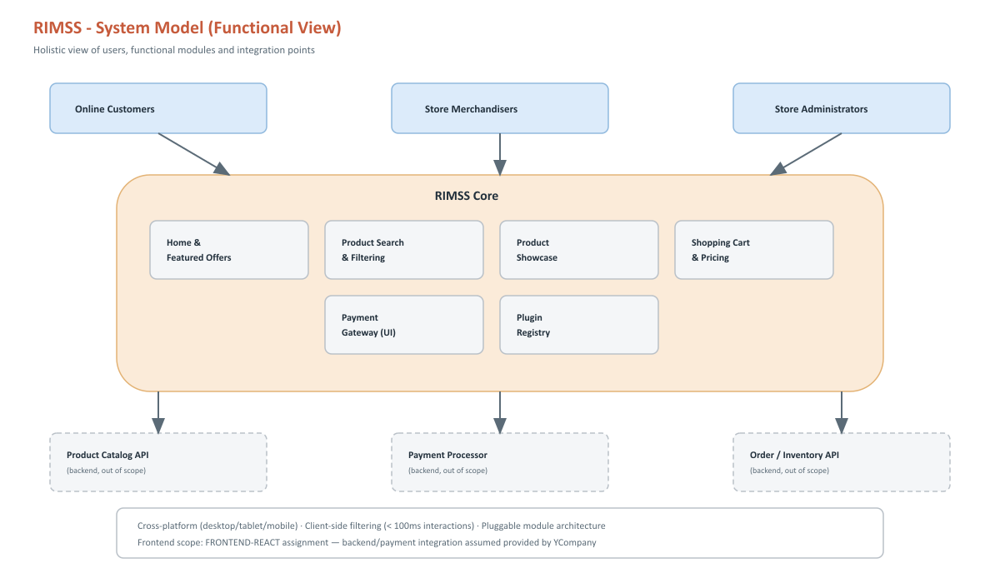 RIMSS - System Model (Functional View)
Holistic view of users, functional modules and integration points
Online Customers
Store Merchandisers
Store Administrators
RIMSS Core
Home &
Featured Offers
Product Search
& Filtering
Product
Showcase
Shopping Cart
& Pricing
Payment
Gateway (UI)
Plugin
Registry
Product Catalog API
(backend, out of scope)
Payment Processor
(backend, out of scope)
Order / Inventory API
(backend, out of scope)
Cross-platform (desktop/tablet/mobile) · Client-side filtering (< 100ms interactions) · Pluggable module architecture
Frontend scope: FRONTEND-REACT assignment — backend/payment integration assumed provided by YCompany